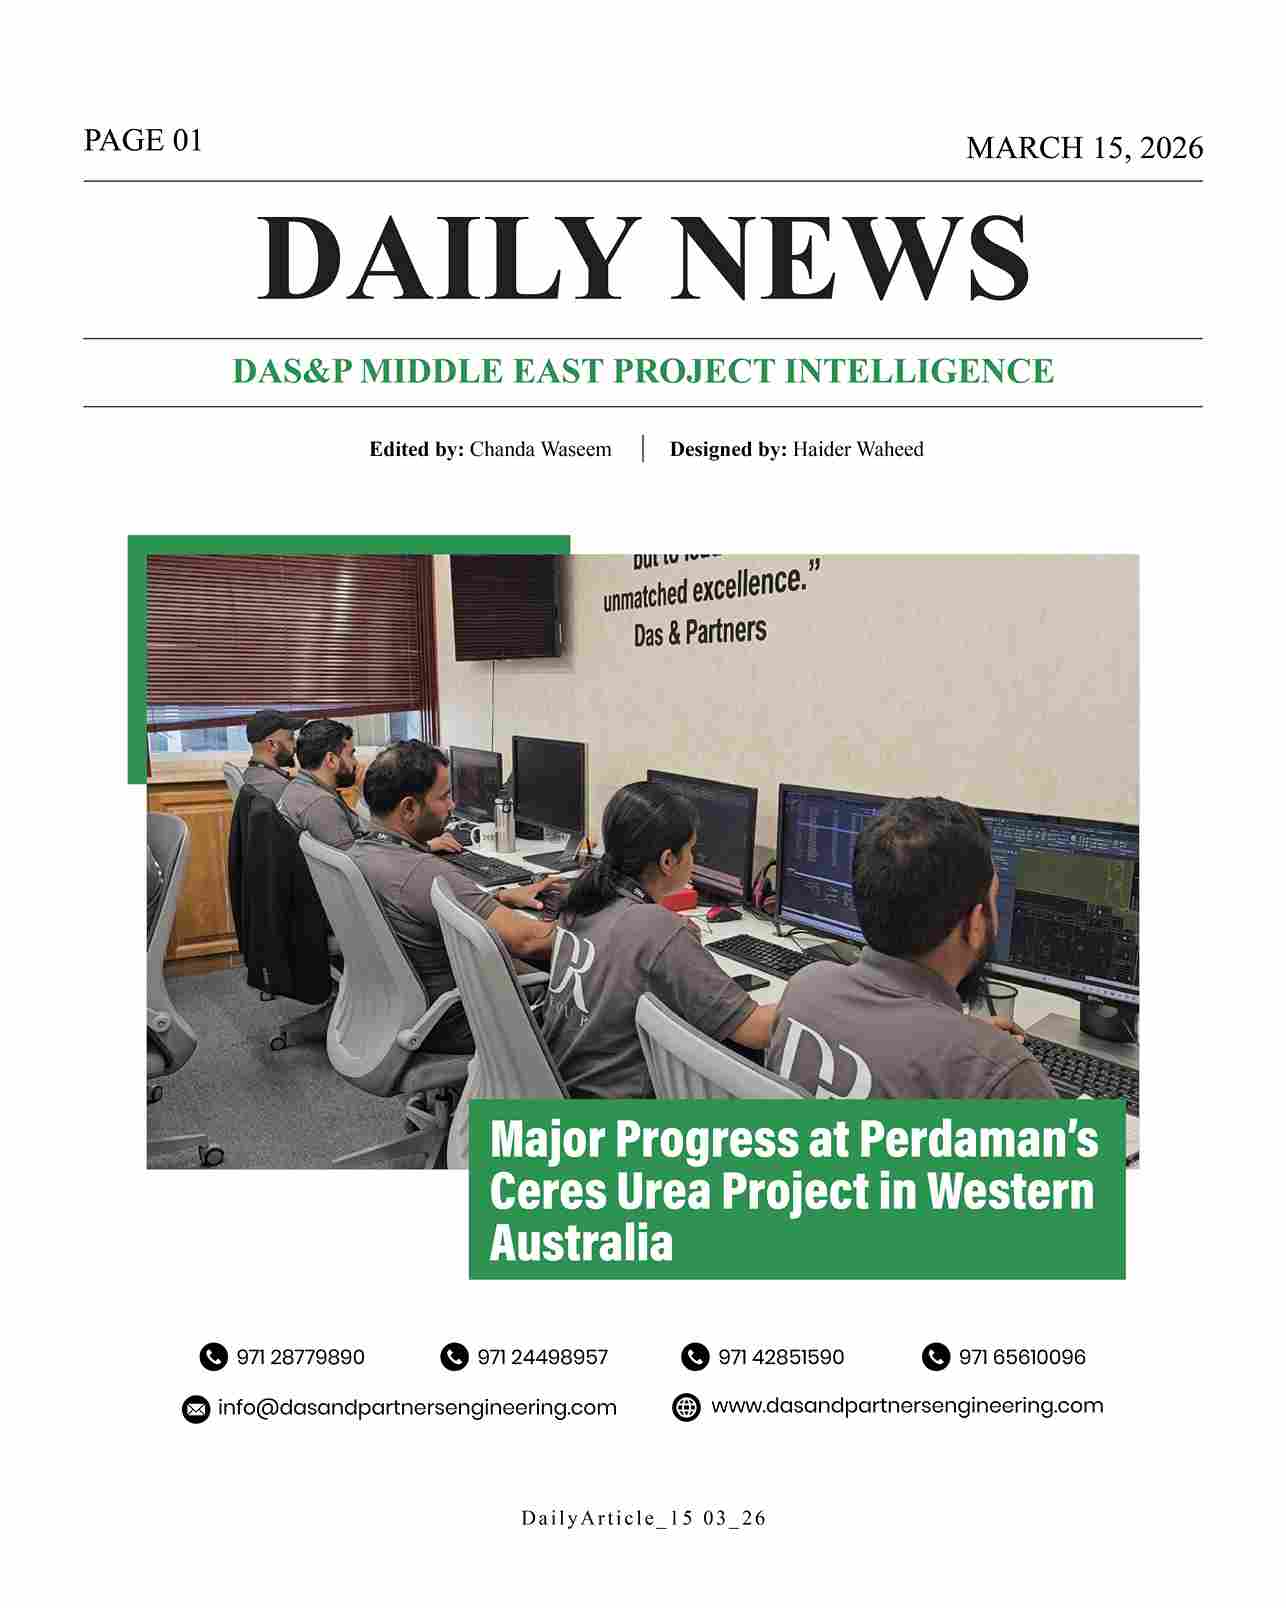 PAGE 01
MARCH 15, 2026
DAILY NEWS
DAS&P MIDDLE EAST PROJECT INTELLIGENCE
Edited by: Chanda Waseem
Designed by: Haider Waheed
unmatched excellence.”
Das & Partners
DR
DR
Major Progress at Perdaman’s
Ceres Urea Project in Western
Australia
971 28779890
971 24498957
971 42851590
971 65610096
info@dasandpartnersengineering.com
www.dasandpartnersengineering.com
DailyArticle_15 03_26